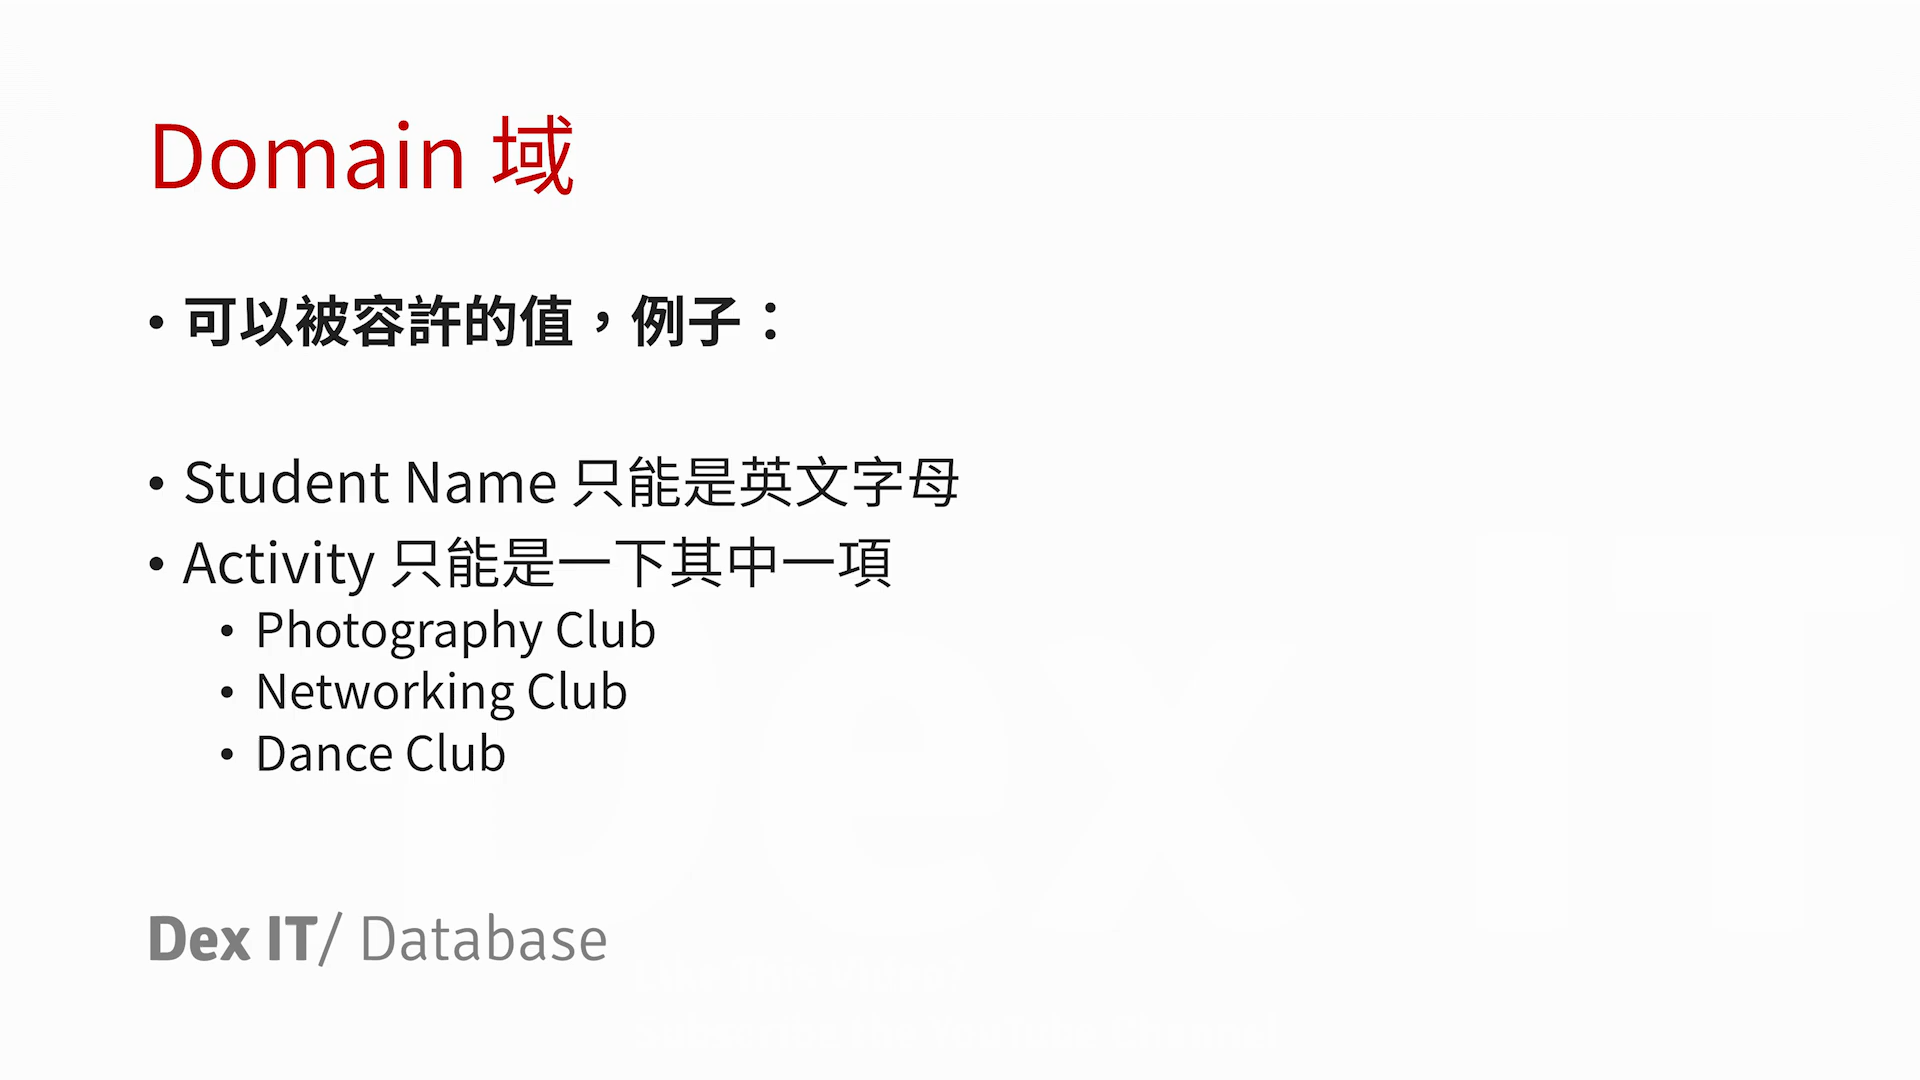 Domain 域
• 可以被容許的值，例子：
• Student Name 只能是英文字母
• Activity 只能是一下其中一項
• Photography Club
• Networking Club
• Dance Club
Dex IT/ Database